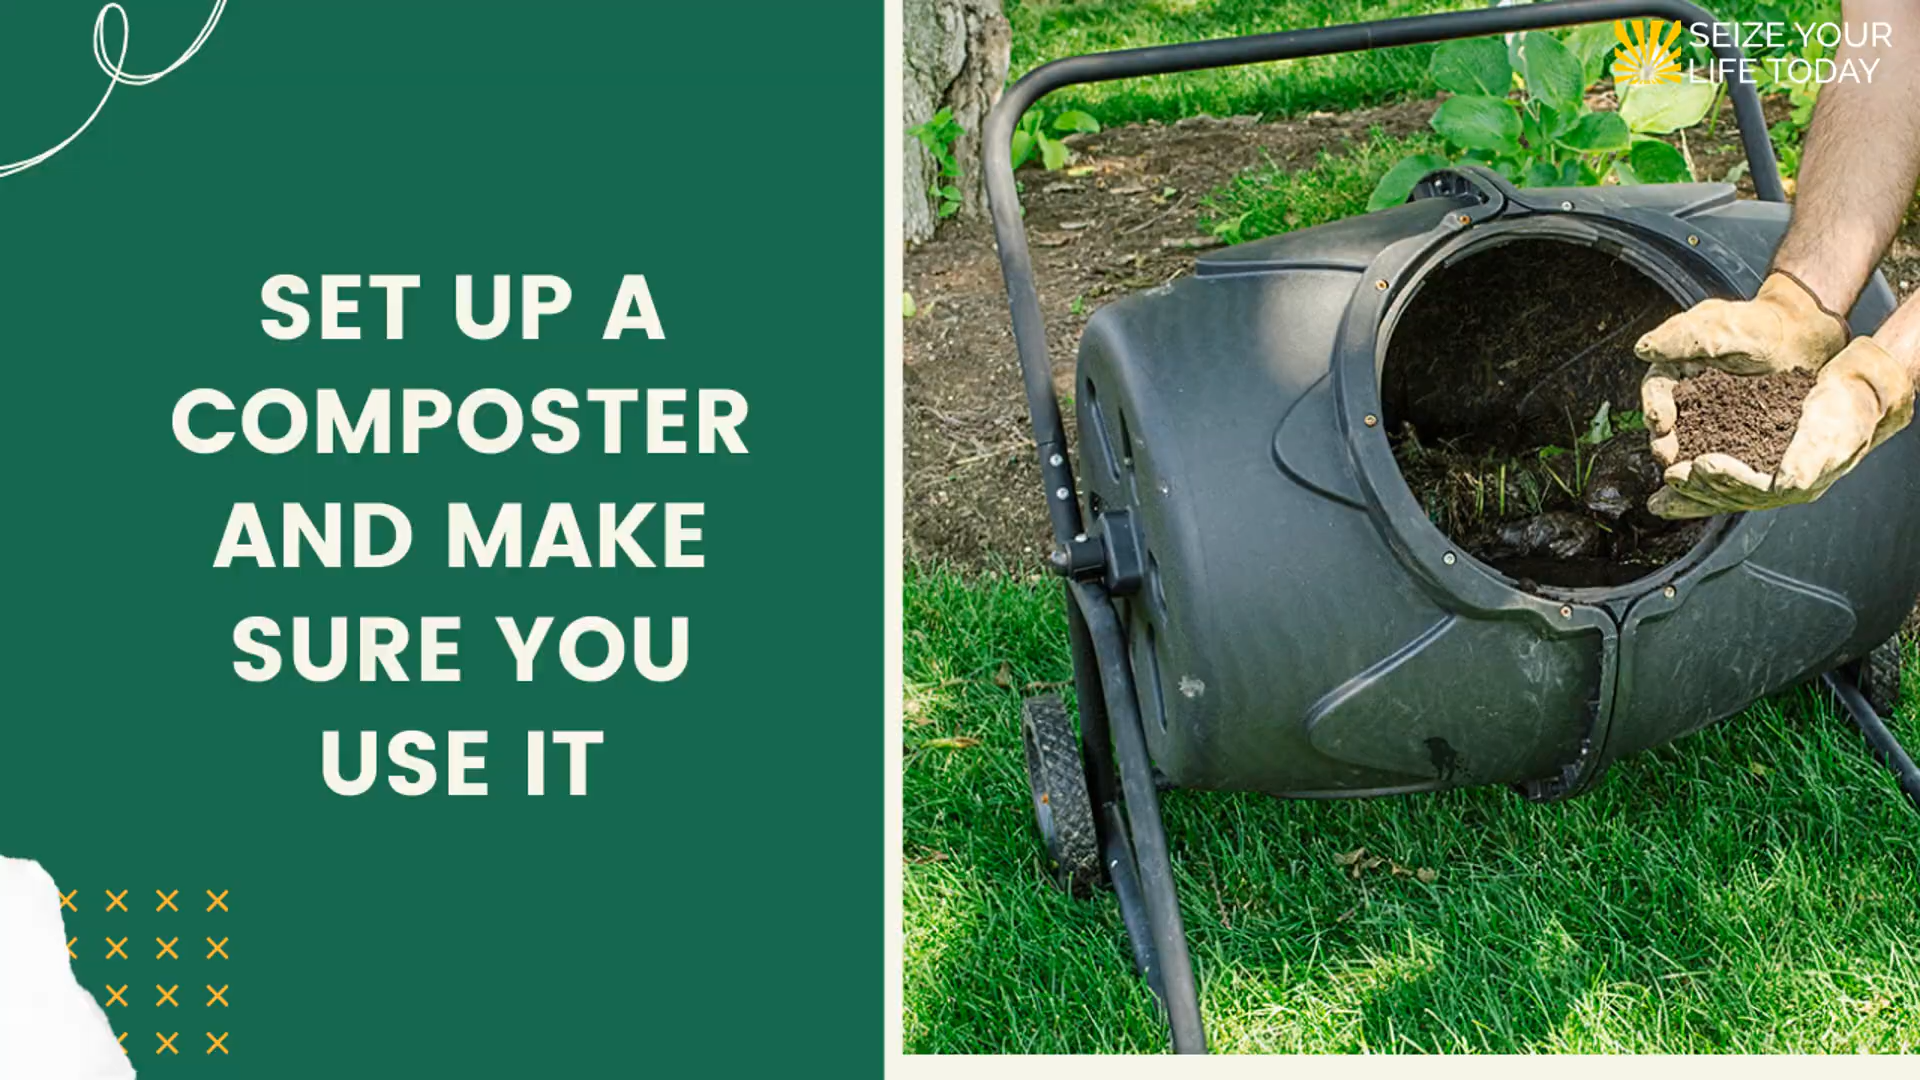 SET UP A
COMPOSTER
AND MAKE
SURE YOU
USE IT
SEIZE YOUR
LIFE TODAY